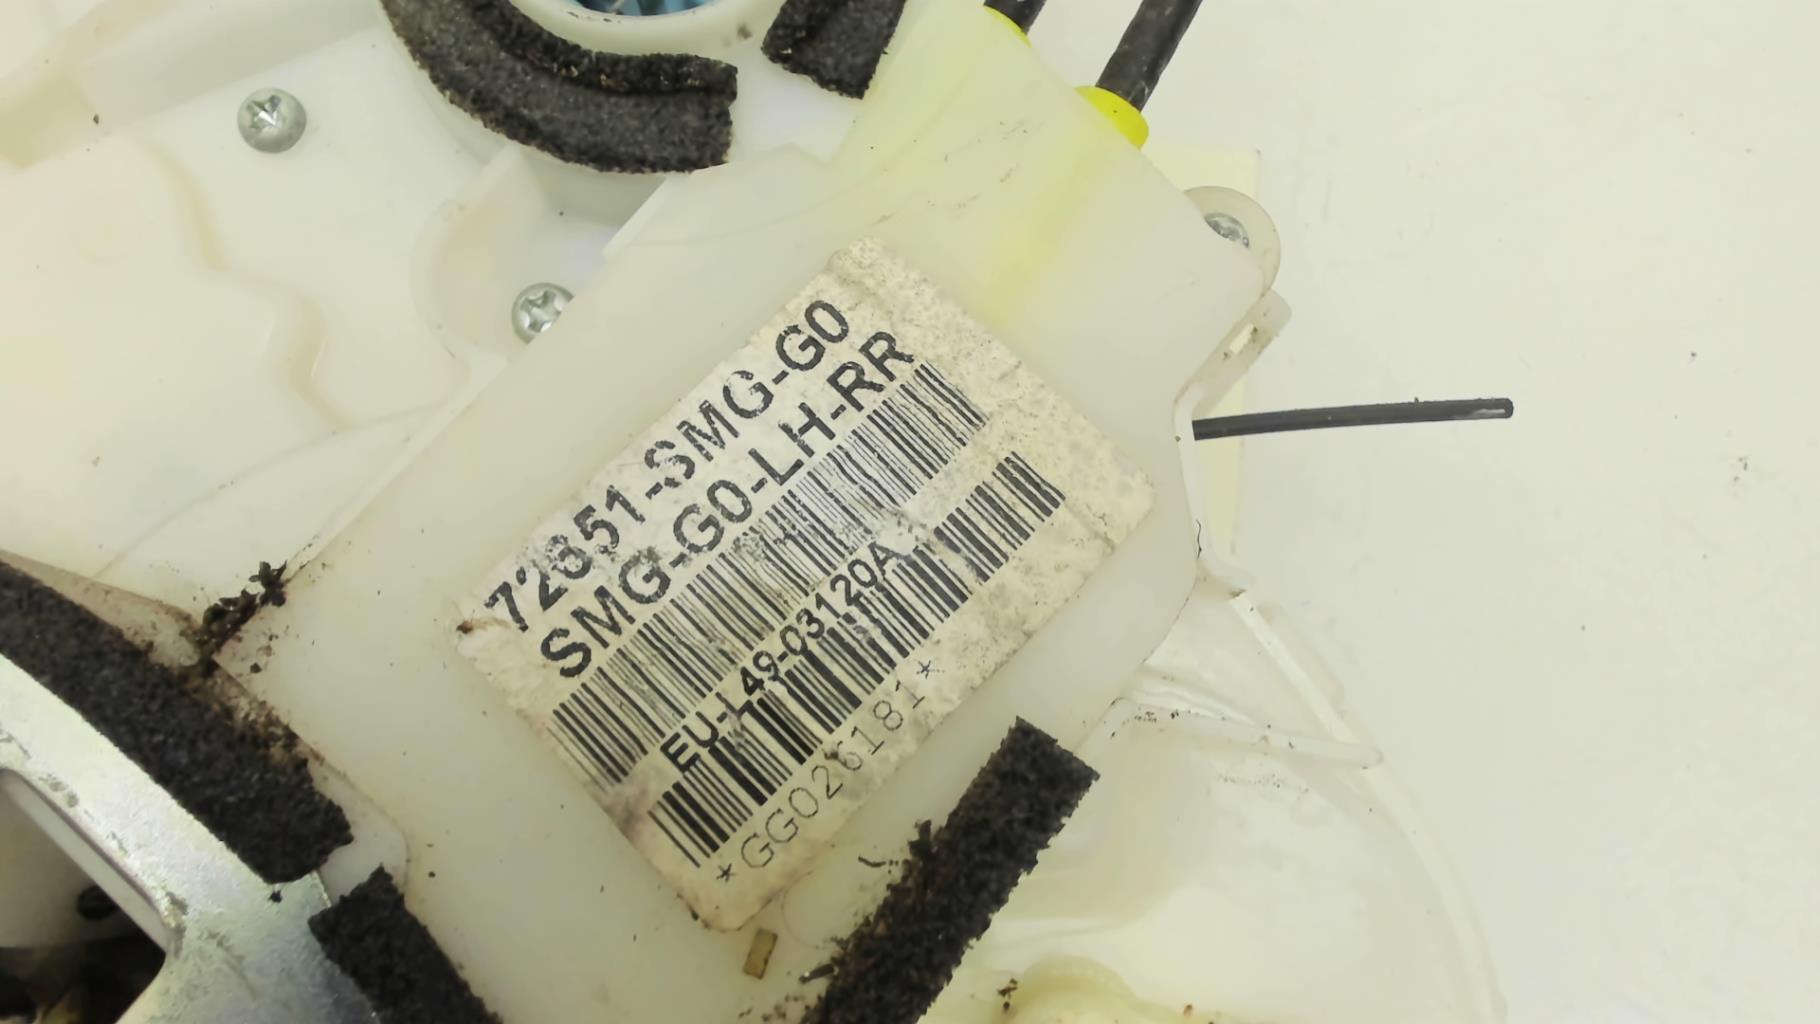 72651-SMG-G0
SMG-G0-LH-RR
EU-L49-03120A
*GG026181*